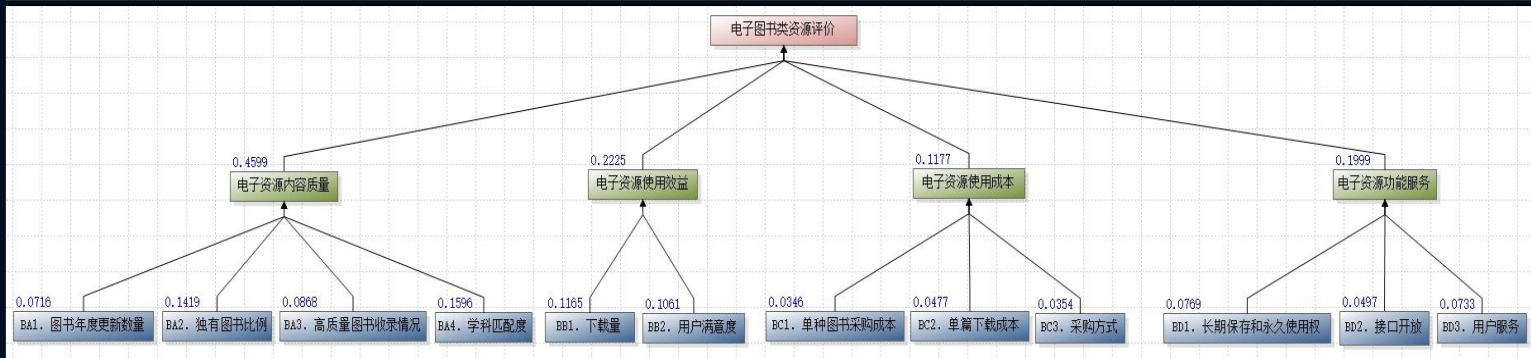 电子图书类资源评价
0.4599
0.2225
0.1177
0.1999
电子资源内容质量
电子资源使用效益
电子资源使用成本
电子资源功能服务
0.0716
0.1419
0.0868
0.1596
0.1165
0.1061
0.0346
0.0477
0.0354
0.0769
0.0497
0.0733
BA1. 图书年度更新数量
BA2. 独有图书比例
BA3. 高质量图书收录情况
BA4. 学科匹配度
BB1. 下载量
BB2. 用户满意度
BC1. 单种图书采购成本
BC2. 单篇下载成本
BC3. 采购方式
BD1. 长期保存和永久使用权
BD2. 接口开放
BD3. 用户服务